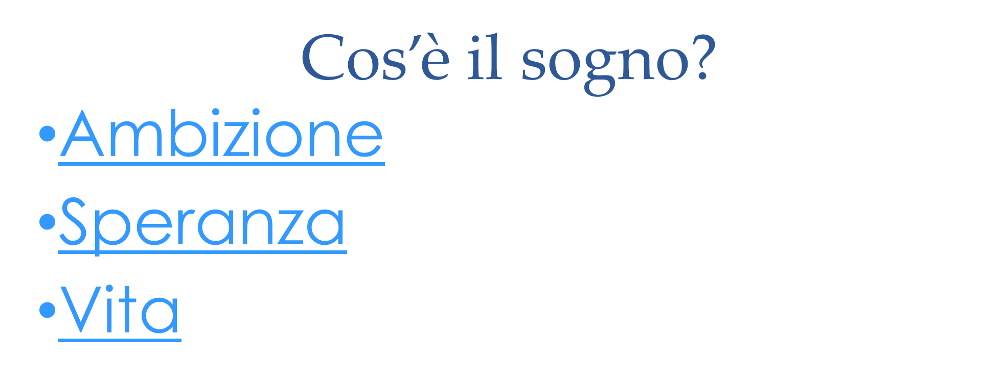 Cos’è il sogno?
•Ambizione
•Speranza
•Vita